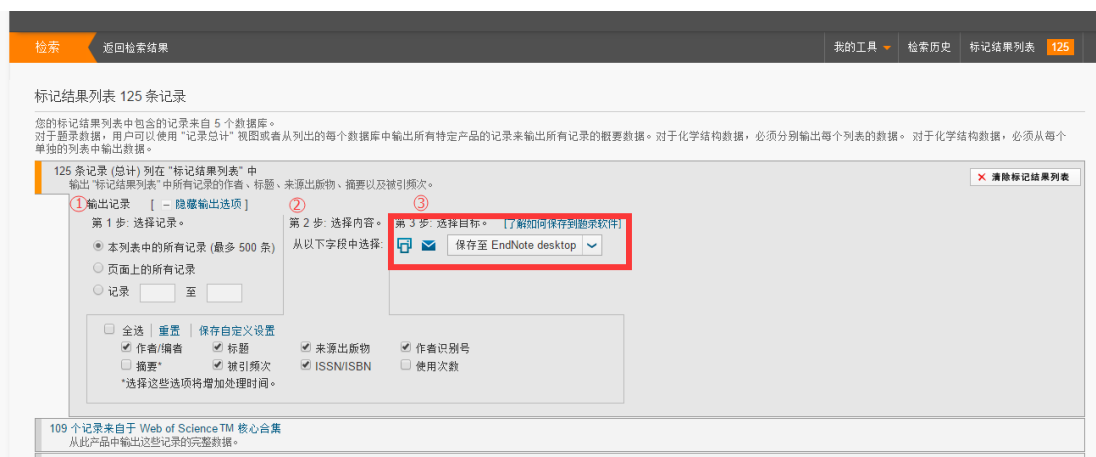 检索 返回检索结果 我的工具 检索历史 标记结果列表 125
标记结果列表 125 条记录
您的标记结果列表中包含的记录来自 5 个数据库。
对于题录数据，用户可以使用 "记录总计" 视图或者从列出的每个数据库中输出所有特定产品的记录来输出所有记录的概要数据。对于化学结构数据，必须分别输出每个列表的数据。 对于化学结构数据，必须从每个
单独的列表中输出数据。
125 条记录 (总计) 列在 "标记结果列表" 中
输出 "标记结果列表" 中所有记录的作者、标题、来源出版物、摘要以及被引频次。
清除标记结果列表
① 输出记录 [ － 隐藏输出选项 ] ② ③
第 1 步: 选择记录。 第 2 步: 选择内容。 第 3 步: 选择目标。 [了解如何保存到题录软件]
本列表中的所有记录 (最多 500 条) 从以下字段中选择: 保存至 EndNote desktop
页面上的所有记录
记录 至
全选 | 重置 | 保存自定义设置
作者/编者 标题 来源出版物 作者识别号
摘要* 被引频次 ISSN/ISBN 使用次数
*选择这些选项将增加处理时间。
109 个记录来自于 Web of Science TM 核心合集
从此产品中输出这些记录的完整数据。